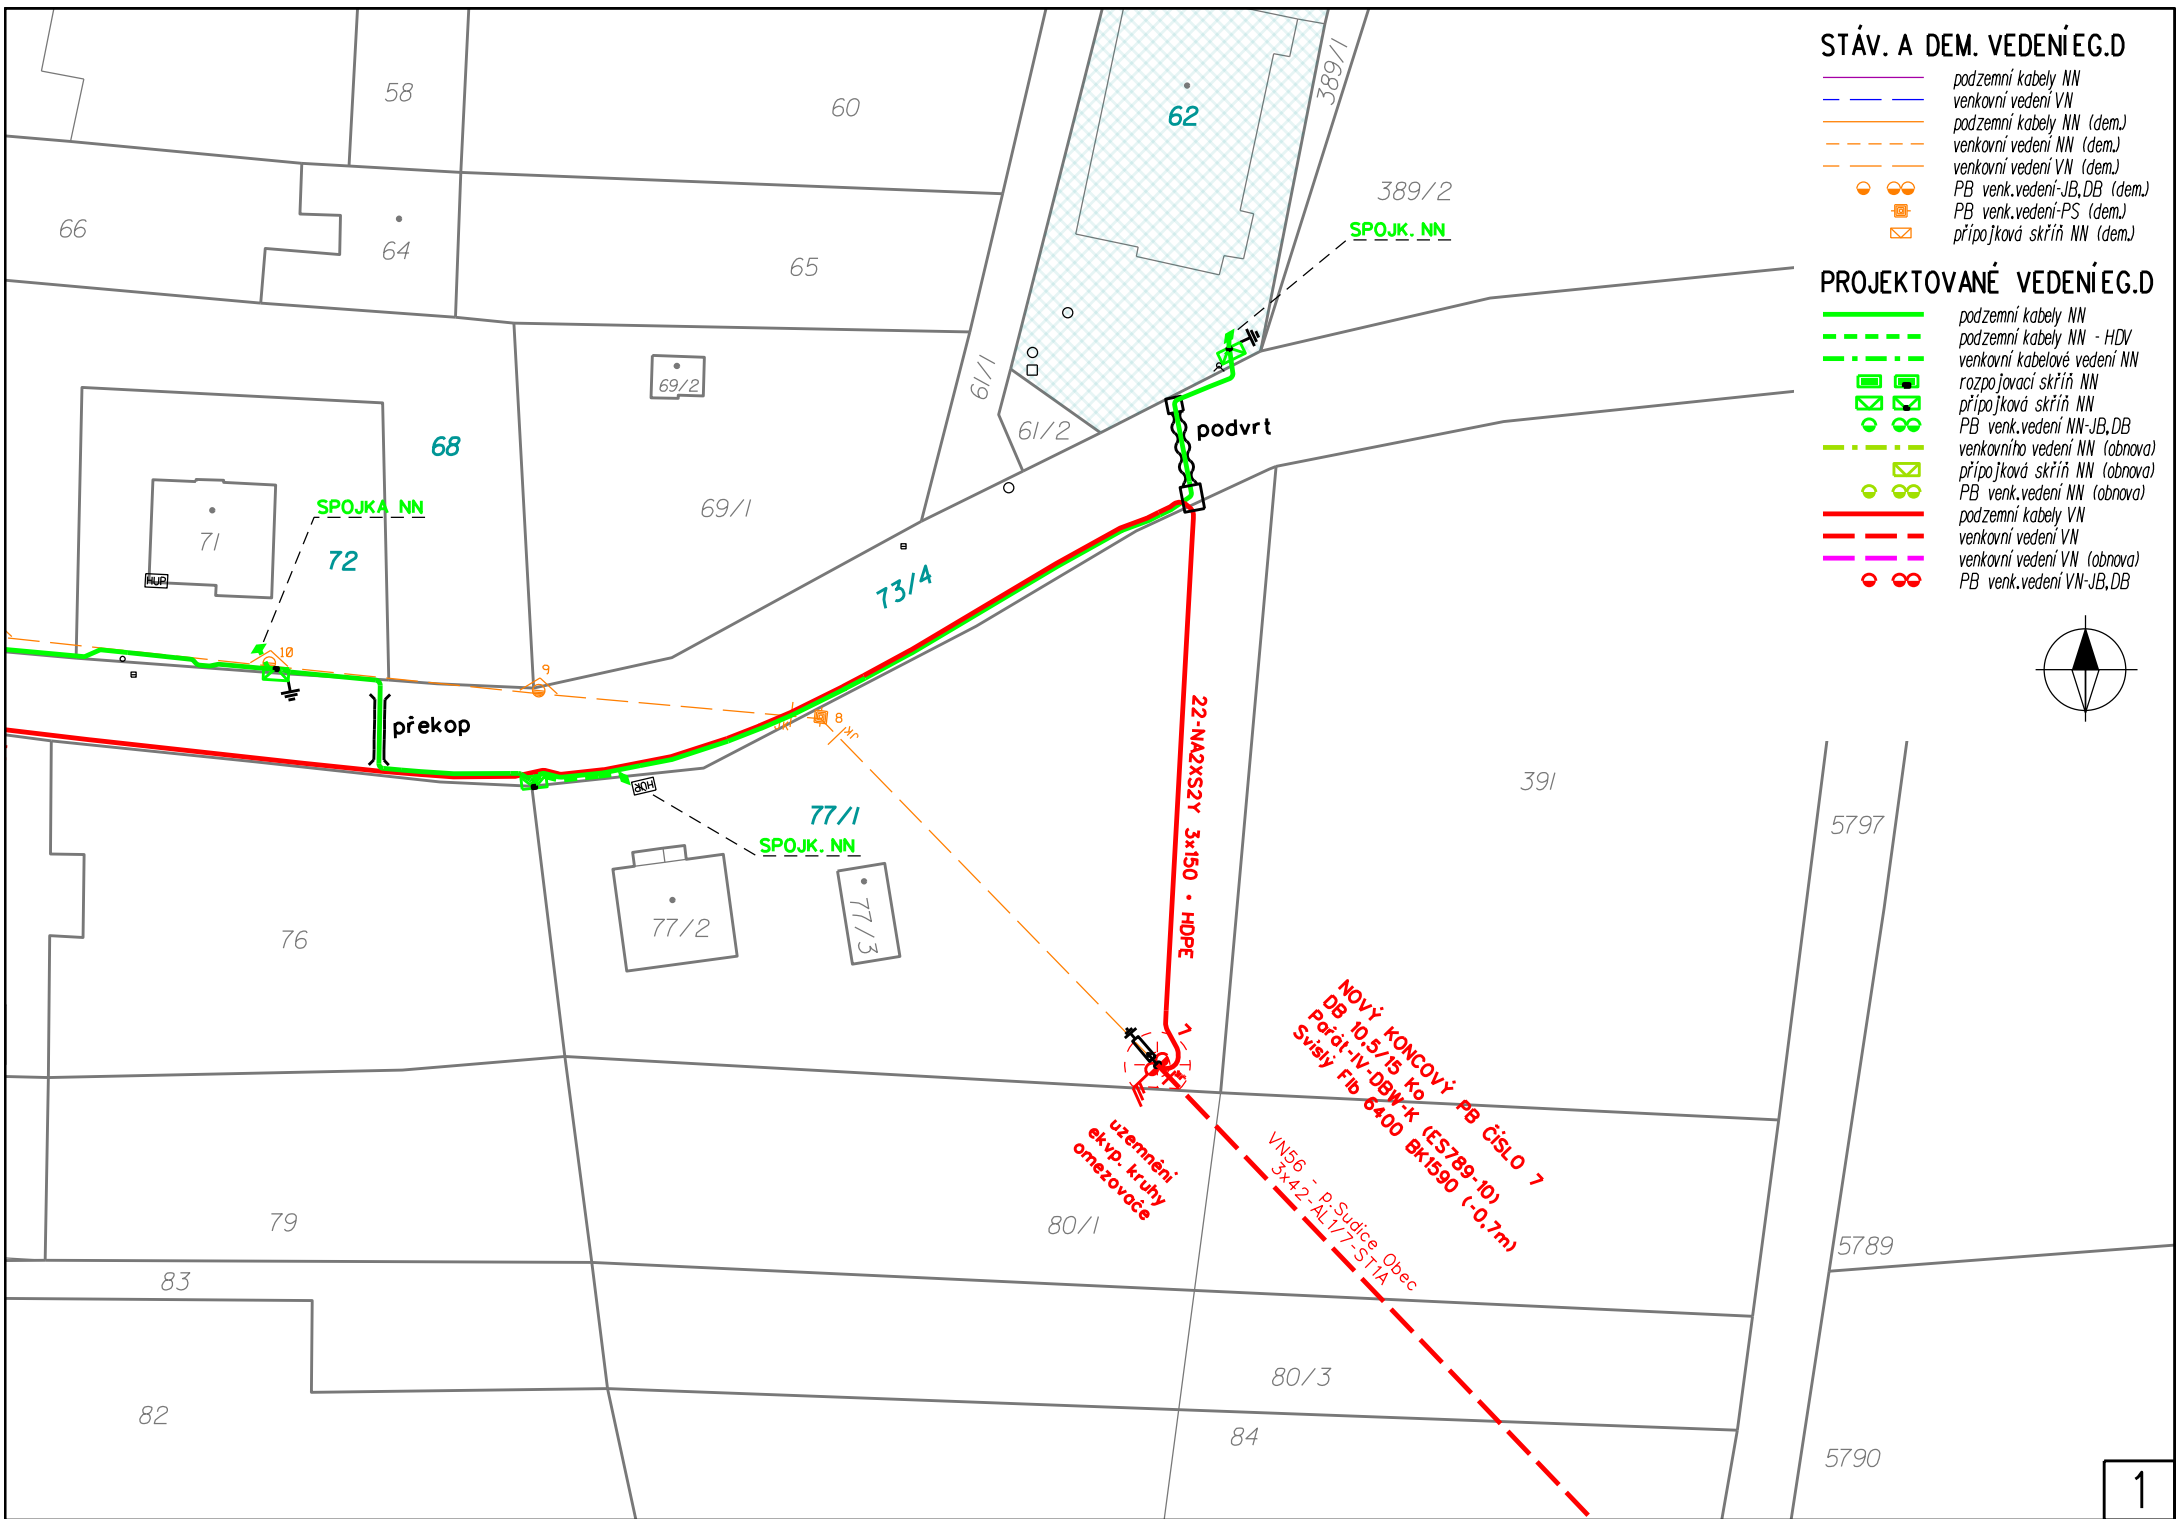 STÁV. A DEM. VEDENÍ EG.D
podzemní kabely NN
venkovní vedení VN
podzemní kabely NN (dem.)
venkovní vedení NN (dem.)
venkovní vedení VN (dem.)
PB venk.vedení-JB,DB (dem.)
PB venk.vedení-PS (dem.)
přípojková skříň NN (dem.)
PROJEKTOVANÉ VEDENÍ EG.D
podzemní kabely NN
podzemní kabely NN - HDV
venkovní kabelové vedení NN
rozpojovací skříň NN
přípojková skříň NN
PB venk.vedení NN-JB,DB
venkovního vedení NN (obnova)
přípojková skříň NN (obnova)
PB venk.vedení NN (obnova)
podzemní kabely VN
venkovní vedení VN
venkovní vedení VN (obnova)
PB venk.vedení VN-JB,DB
58
60
62
389/1
389/2
66
64
65
SPOJK. NN
69/2
61/1
61/2
podvrt
68
SPOJKA NN
69/1
71
72
HUP
73/4
10
9
8
JK
překop
22-NA2XS2Y 3x150 + HDPE
HUP
77/1
SPOJK. NN
391
5797
76
77/2
77/3
7
NOVÝ KONCOVÝ PB ČÍSLO 7
DB 10,5/15 Ko
Pařát-IV-DBW-K (ES789-10)
Svislý Flb 6400 BK1590 (-0,7m)
uzemnění
ekvp. kruhy
omezovače
VN56 - p.Sudice Obec
3x42-AL1/7-ST1A
79
80/1
5789
83
80/3
82
84
5790
1